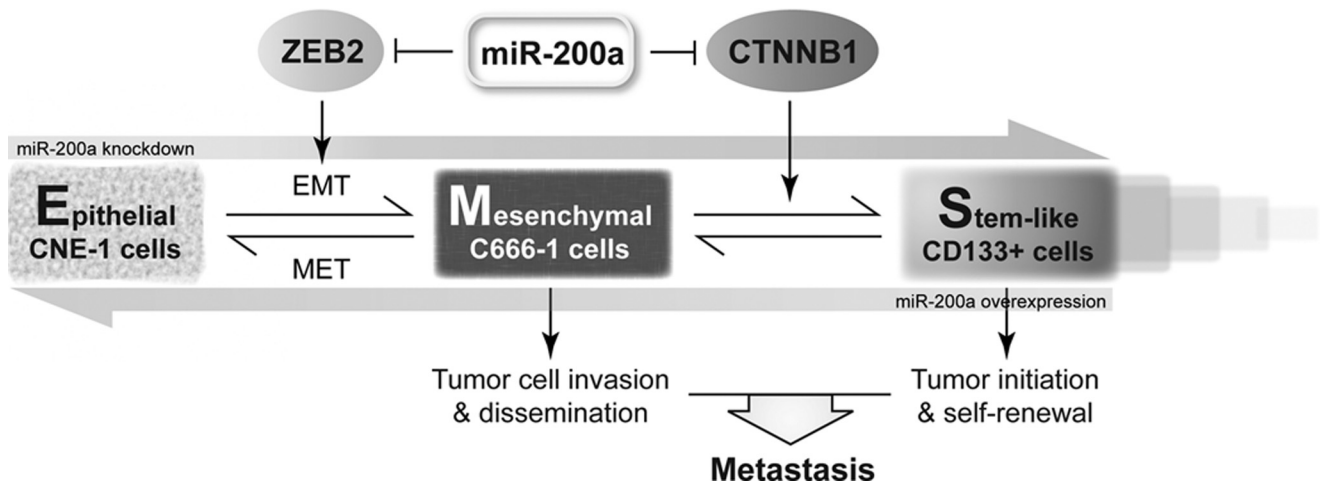 ZEB2
miR-200a
CTNNB1
miR-200a knockdown
EMT
Epithelial
CNE-1 cells
Mesenchymal
C666-1 cells
Stem-like
CD133+ cells
MET
miR-200a overexpression
Tumor cell invasion
& dissemination
Tumor initiation
& self-renewal
Metastasis